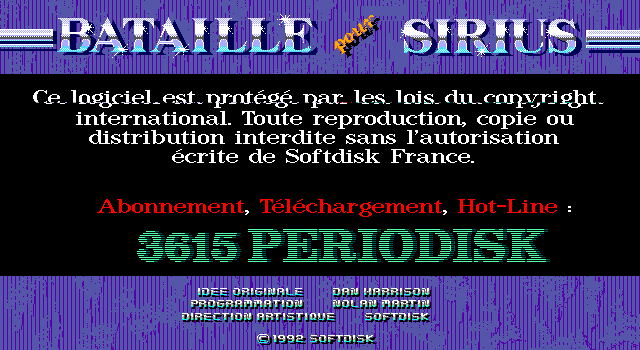 BATAILLE pour SIRIUS
Ce logiciel est protégé par les lois du copyright
international. Toute reproduction, copie ou
distribution interdite sans l'autorisation
écrite de Softdisk France.
Abonnement, Téléchargement, Hot-Line :
3615 PERIODISK
IDEE ORIGINALE DAN HARRISON
PROGRAMMATION NOLAN MARTIN
DIRECTION ARTISTIQUE SOFTDISK
©1992 SOFTDISK